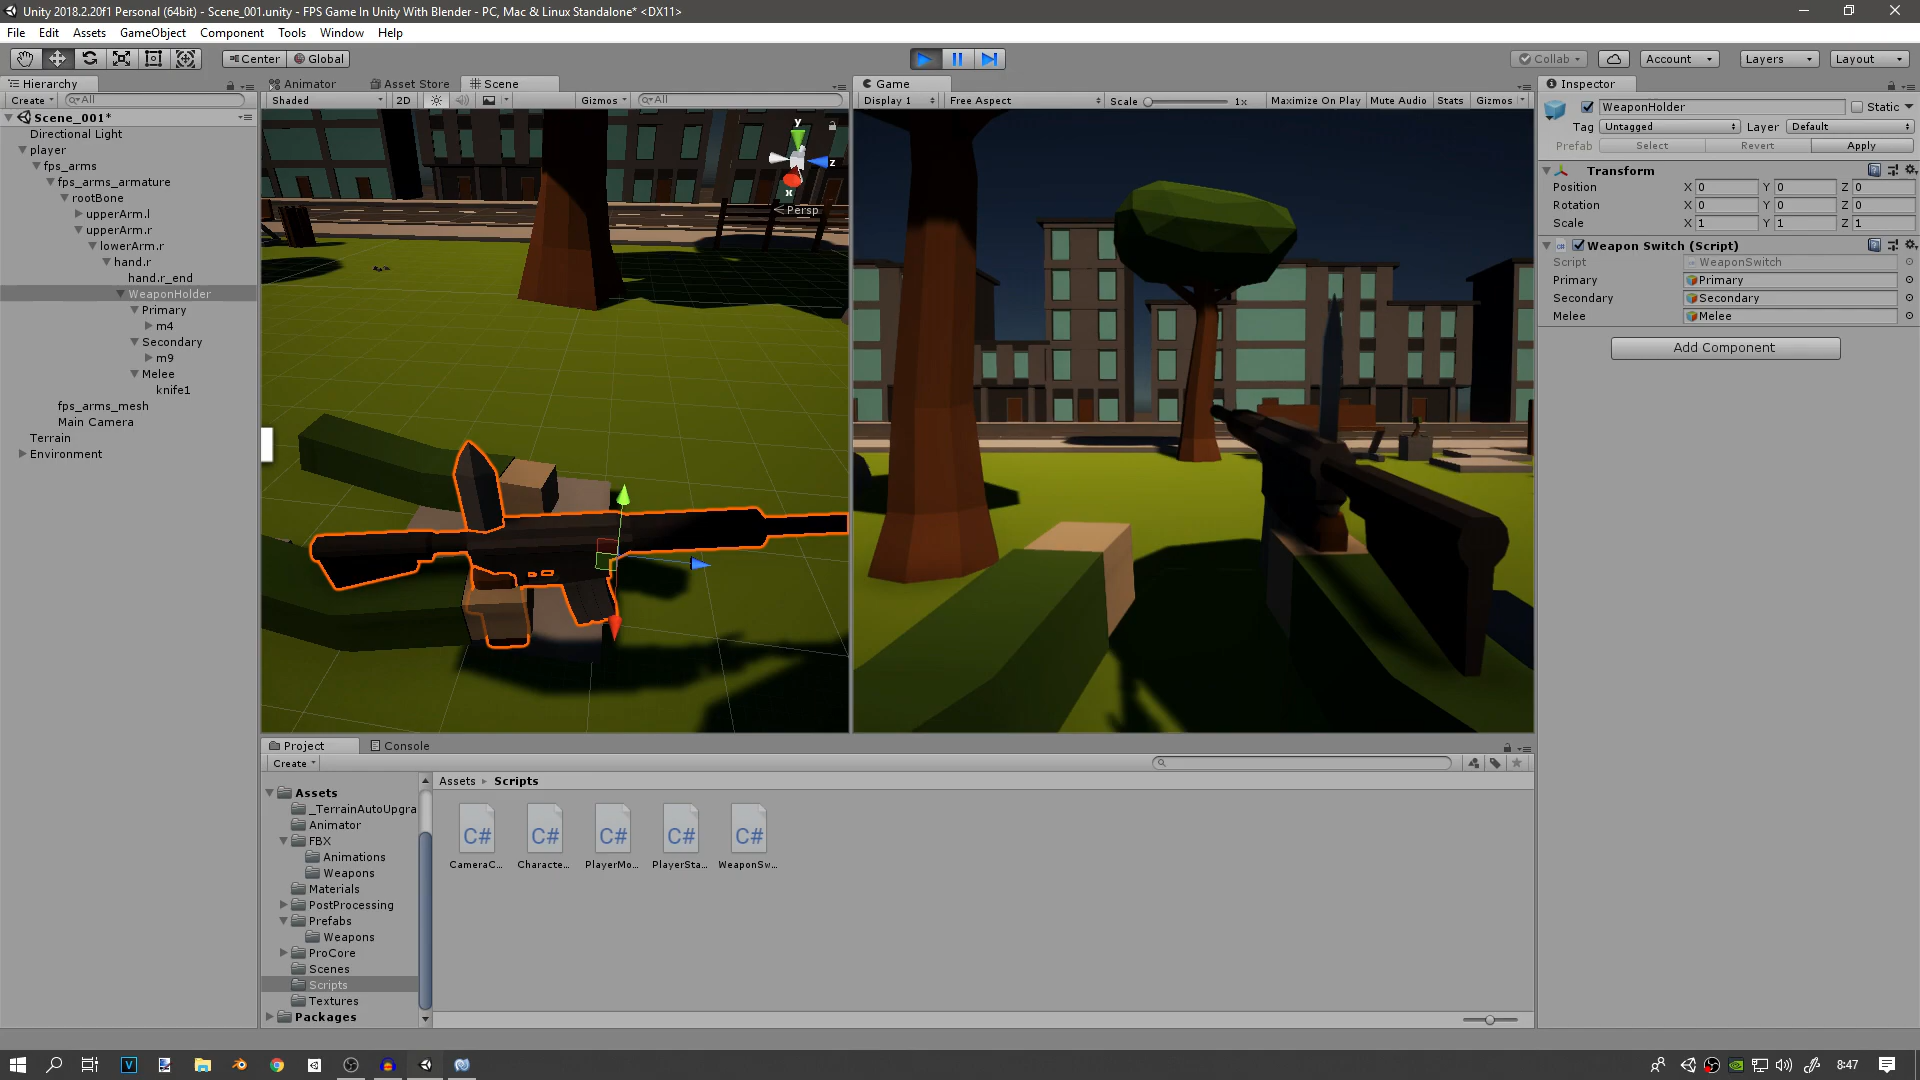 Unity 2018.2.20f1 Personal (64bit) - Scene_001.unity - FPS Game In Unity With Blender - PC, Mac & Linux Standalone* <DX11>
File Edit Assets GameObject Component Tools Window Help
Center Global Collab Account Layers Layout
Hierarchy Animator Asset Store Scene Game Inspector
Create All Shaded 2D Gizmos All Display 1 Free Aspect Scale 1x Maximize On Play Mute Audio Stats Gizmos
WeaponHolder Static
Tag Untagged Layer Default
Prefab Select Revert Apply
Scene_001*
Directional Light
player
fps_arms
fps_arms_armature
rootBone
upperArm.l
upperArm.r
lowerArm.r
hand.r
hand.r_end
WeaponHolder
Primary
m4
Secondary
m9
Melee
knife1
fps_arms_mesh
Main Camera
Terrain
Environment
y
z
x
Persp
Transform
Position X 0 Y 0 Z 0
Rotation X 0 Y 0 Z 0
Scale X 1 Y 1 Z 1
Weapon Switch (Script)
Script WeaponSwitch
Primary Primary
Secondary Secondary
Melee Melee
Add Component
Project Console
Create
Assets
_TerrainAutoUpgra
Animator
FBX
Animations
Weapons
Materials
PostProcessing
Prefabs
Weapons
ProCore
Scenes
Scripts
Textures
Packages
Assets Scripts
C# C# C# C# C#
CameraC... Characte... PlayerMo... PlayerSta... WeaponSw...
V
8:47